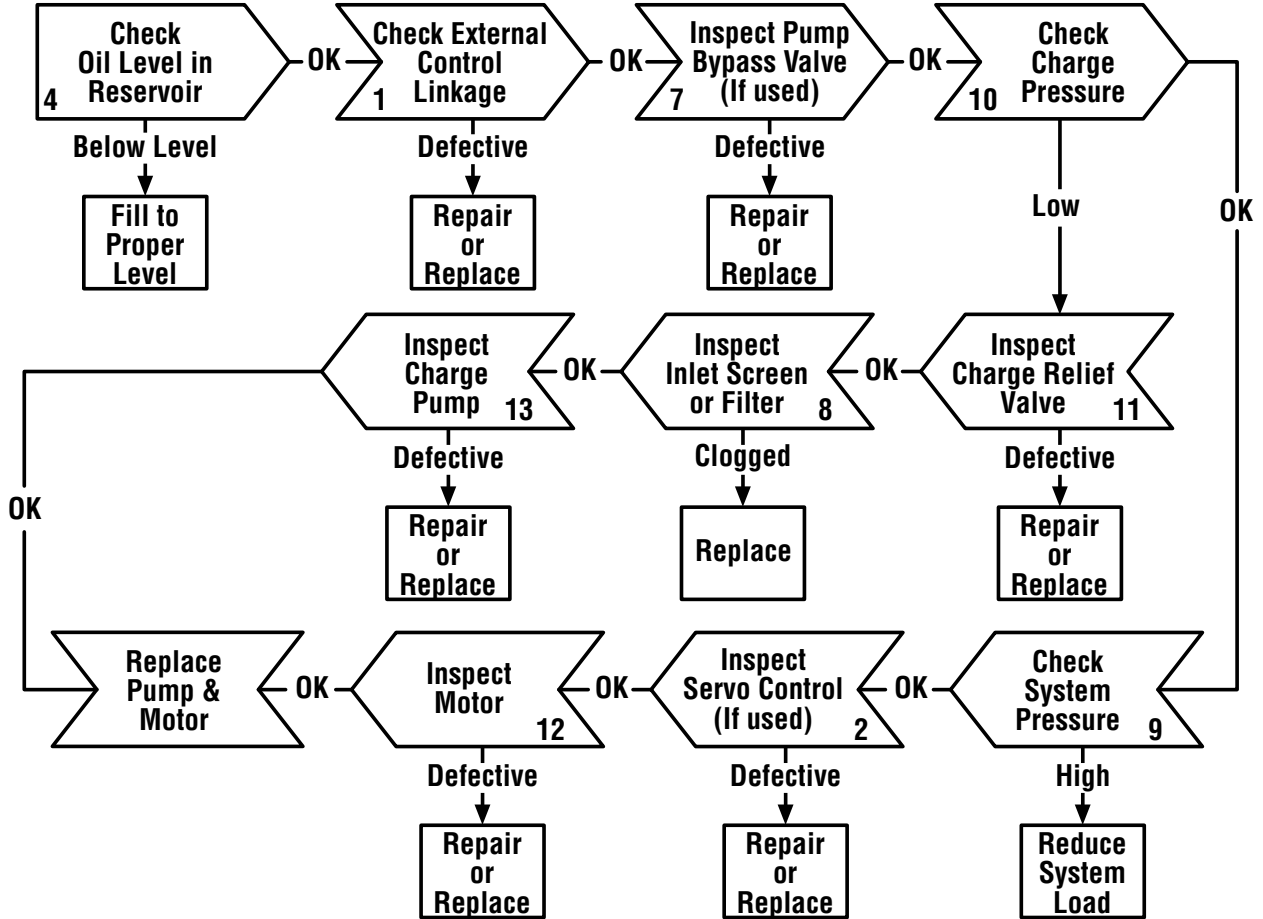 Check
Oil Level in
Reservoir
4
OK
Check External
Control
Linkage
1
OK
Inspect Pump
Bypass Valve
(If used)
7
OK
Check
Charge
Pressure
10
Below Level
Defective
Defective
Low
OK
Fill to
Proper
Level
Repair
or
Replace
Repair
or
Replace
Inspect
Charge Relief
Valve
11
OK
Inspect
Inlet Screen
or Filter
8
OK
Inspect
Charge
Pump
13
Defective
Clogged
Defective
OK
Repair
or
Replace
Replace
Repair
or
Replace
Check
System
Pressure
9
OK
Inspect
Servo Control
(If used)
2
OK
Inspect
Motor
12
OK
Replace
Pump &
Motor
High
Defective
Defective
Reduce
System
Load
Repair
or
Replace
Repair
or
Replace